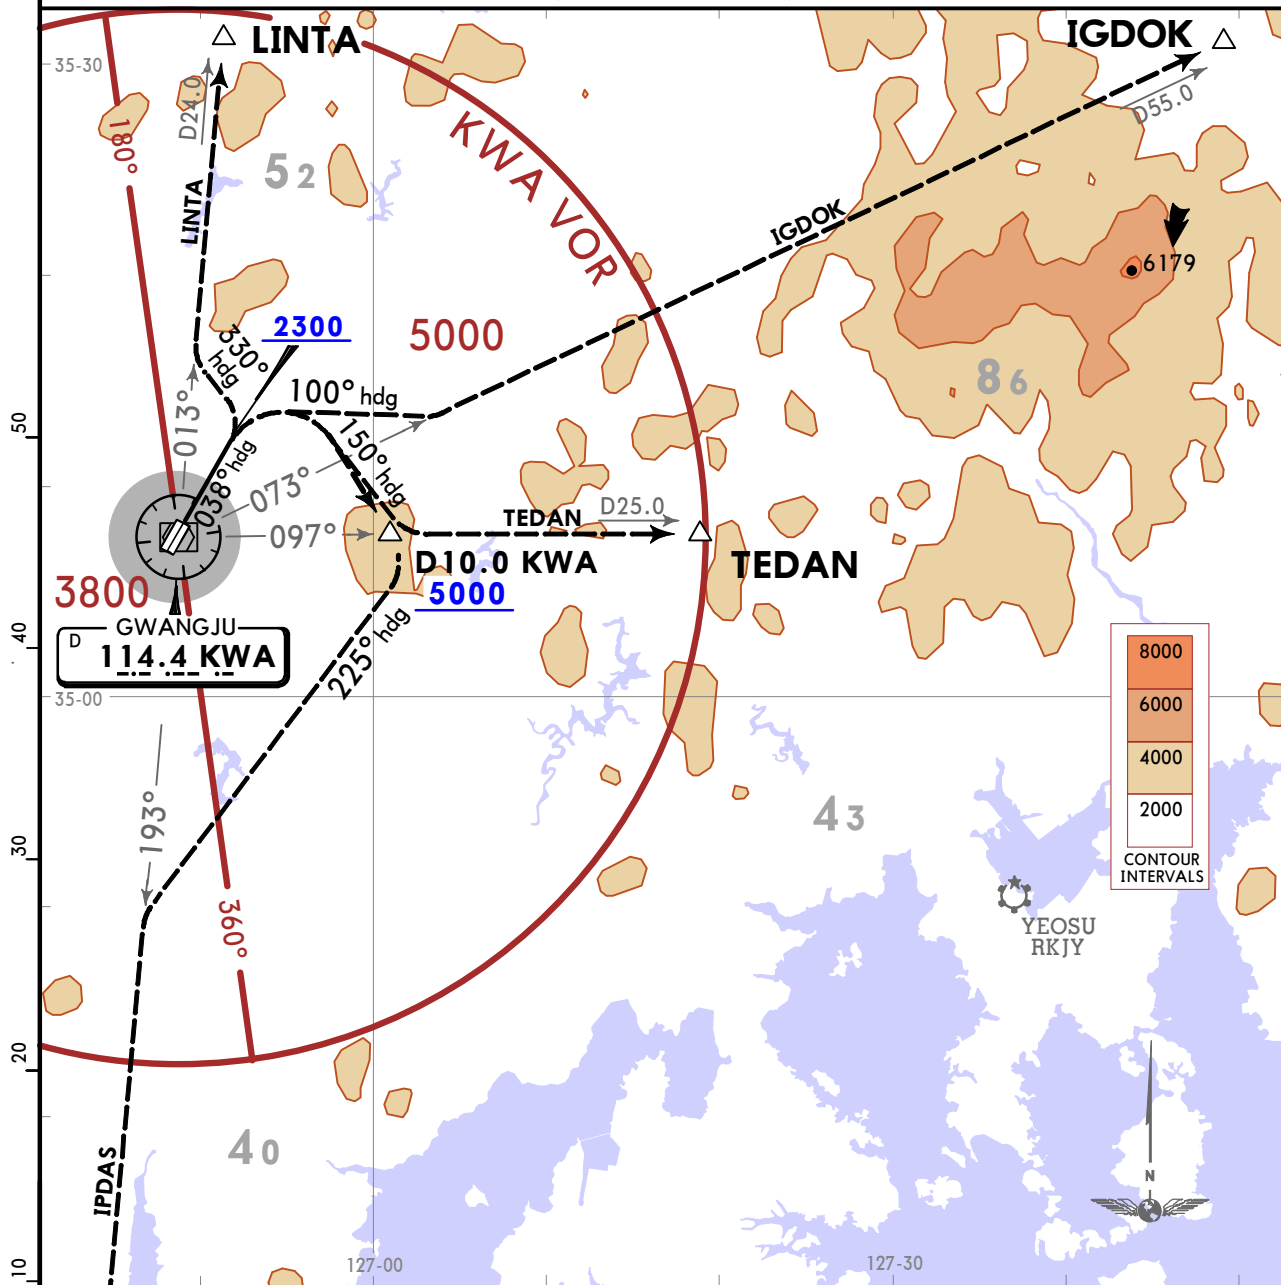 LINTA
IGDOK
35-30
D24.0
D55.0
180°
52
KWA VOR
LINTA
IGDOK
6179
2300
330° hdg
5000
86
100° hdg
013°
150° hdg
50
038° hdg
073°
097°
TEDAN
D25.0
D10.0 KWA
TEDAN
5000
3800
GWANGJU
D
114.4 KWA
40
225° hdg
8000
6000
4000
2000
CONTOUR
INTERVALS
35-00
193°
43
30
360°
YEOSU
RKJY
20
40
IPDAS
N
10
127-00
127-30